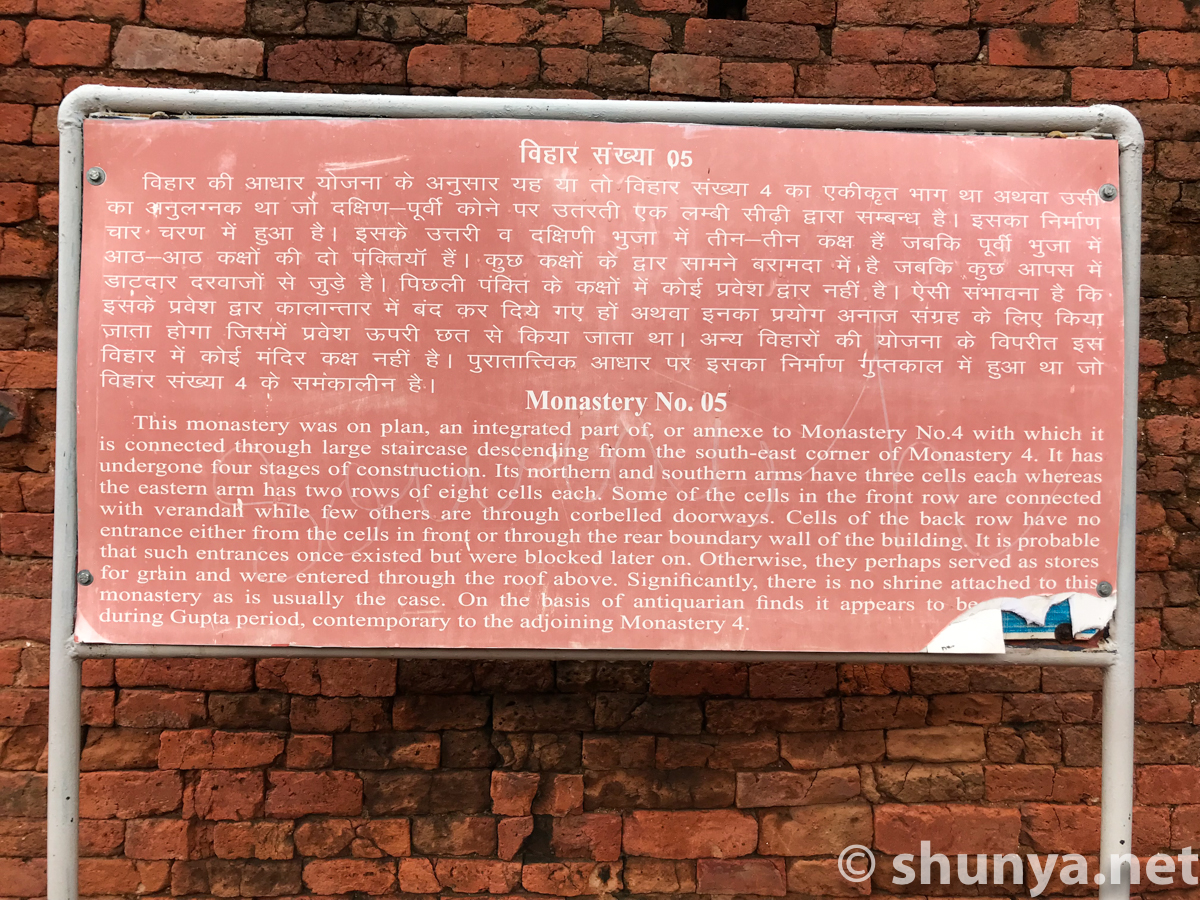 विहार संख्या 05
विहार की आधार योजना के अनुसार यह या तो विहार संख्या 4 का एकीकृत भाग था अथवा उसी
का अनुलग्नक था जो दक्षिण–पूर्वी कोने पर उतरती एक लम्बी सीढ़ी द्वारा सम्बन्ध है। इसका निर्माण
चार चरण में हुआ है। इसके उत्तरी व दक्षिणी भुजा में तीन–तीन कक्ष हैं जबकि पूर्वी भुजा में
आठ–आठ कक्षों की दो पंक्तियॉ हैं। कुछ कक्षों के द्वार सामने बरामदा में है जबकि कुछ आपस में
डाटदार दरवाजों से जुड़े है। पिछली पंक्ति के कक्षों में कोई प्रवेश द्वार नहीं है। ऐसी संभावना है कि
इसके प्रवेश द्वार कालान्तार में बंद कर दिये गए हों अथवा इनका प्रयोग अनाज संग्रह के लिए किया
जाता होगा जिसमें प्रवेश ऊपरी छत से किया जाता था। अन्य विहारों की योजना के विपरीत इस
विहार में कोई मंदिर कक्ष नहीं है। पुरातात्त्विक आधार पर इसका निर्माण गुप्तकाल में हुआ था जो
विहार संख्या 4 के समकालीन है।
Monastery No. 05
This monastery was on plan, an integrated part of, or annexe to Monastery No.4 with which it
is connected through large staircase descending from the south-east corner of Monastery 4. It has
undergone four stages of construction. Its northern and southern arms have three cells each whereas
the eastern arm has two rows of eight cells each. Some of the cells in the front row are connected
with verandah while few others are through corbelled doorways. Cells of the back row have no
entrance either from the cells in front or through the rear boundary wall of the building. It is probable
that such entrances once existed but were blocked later on. Otherwise, they perhaps served as stores
for grain and were entered through the roof above. Significantly, there is no shrine attached to this
monastery as is usually the case. On the basis of antiquarian finds it appears to be
during Gupta period, contemporary to the adjoining Monastery 4.
© shunya.net